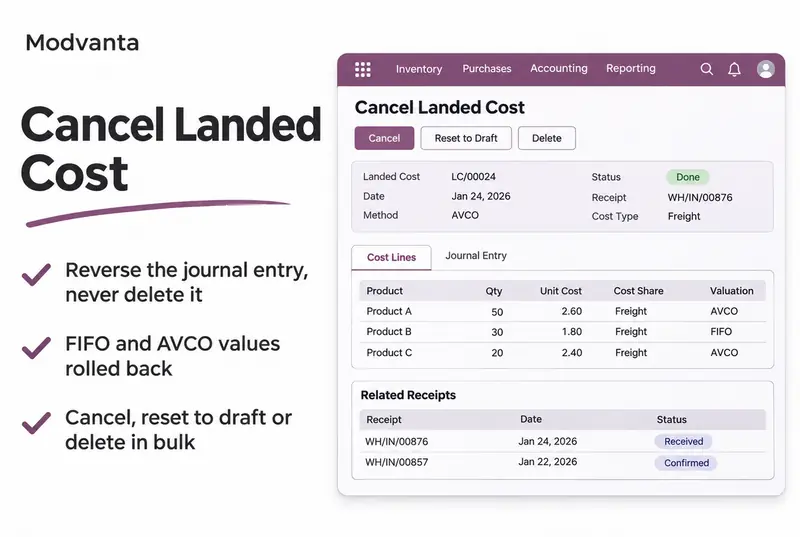 Modvanta
Cancel Landed
Cost
Reverse the journal entry,
never delete it
FIFO and AVCO values
rolled back
Cancel, reset to draft or
delete in bulk
Inventory Purchases Accounting Reporting
Cancel Landed Cost
Cancel Reset to Draft Delete
Landed Cost LC/00024 Status Done
Date Jan 24, 2026 Receipt WH/IN/00876
Method AVCO Cost Type Freight
Cost Lines Journal Entry
Product Qty Unit Cost Cost Share Valuation
Product A 50 2.60 Freight AVCO
Product B 30 1.80 Freight FIFO
Product C 20 2.40 Freight AVCO
Related Receipts
Receipt Date Status
WH/IN/00876 Jan 24, 2026 Received
WH/IN/00857 Jan 22, 2026 Confirmed